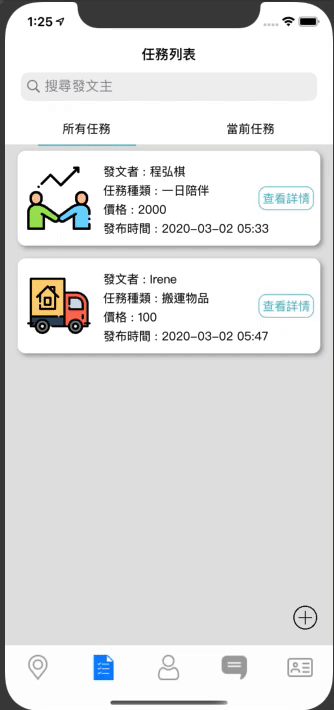 1:25
任務列表
搜尋發文主
所有任務 當前任務
發文者：程弘棋
任務種類：一日陪伴
價格：2000
發布時間：2020-03-02 05:33
查看詳情
發文者：Irene
任務種類：搬運物品
價格：100
發布時間：2020-03-02 05:47
查看詳情